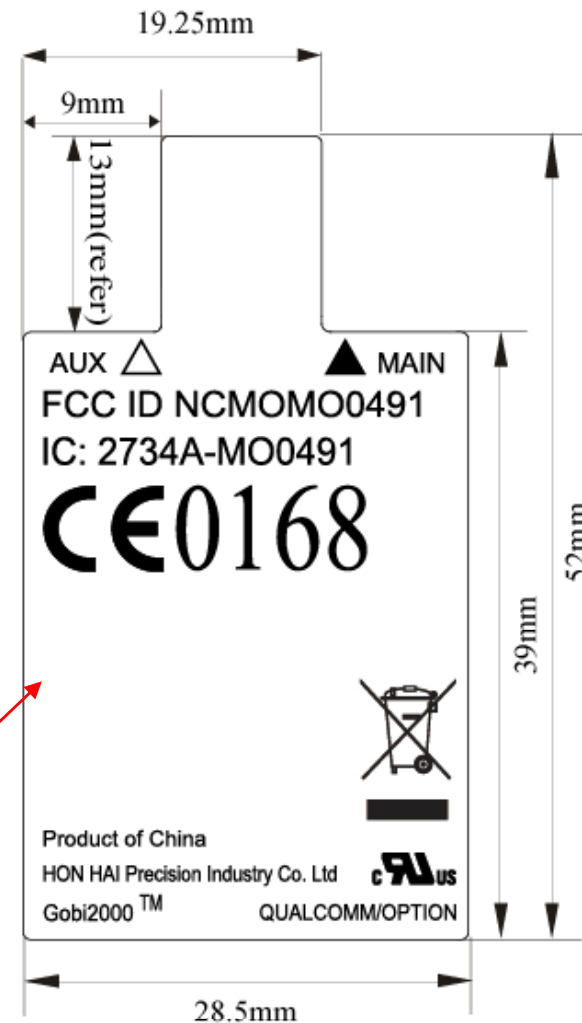 19.25mm
9mm
13mm(refer)
AUX MAIN
FCC ID NCMOMO0491
IC: 2734A-MO0491
CE0168
52mm
39mm
Product of China
HON HAI Precision Industry Co. Ltd
c RU us
Gobi2000 TM
QUALCOMM/OPTION
28.5mm